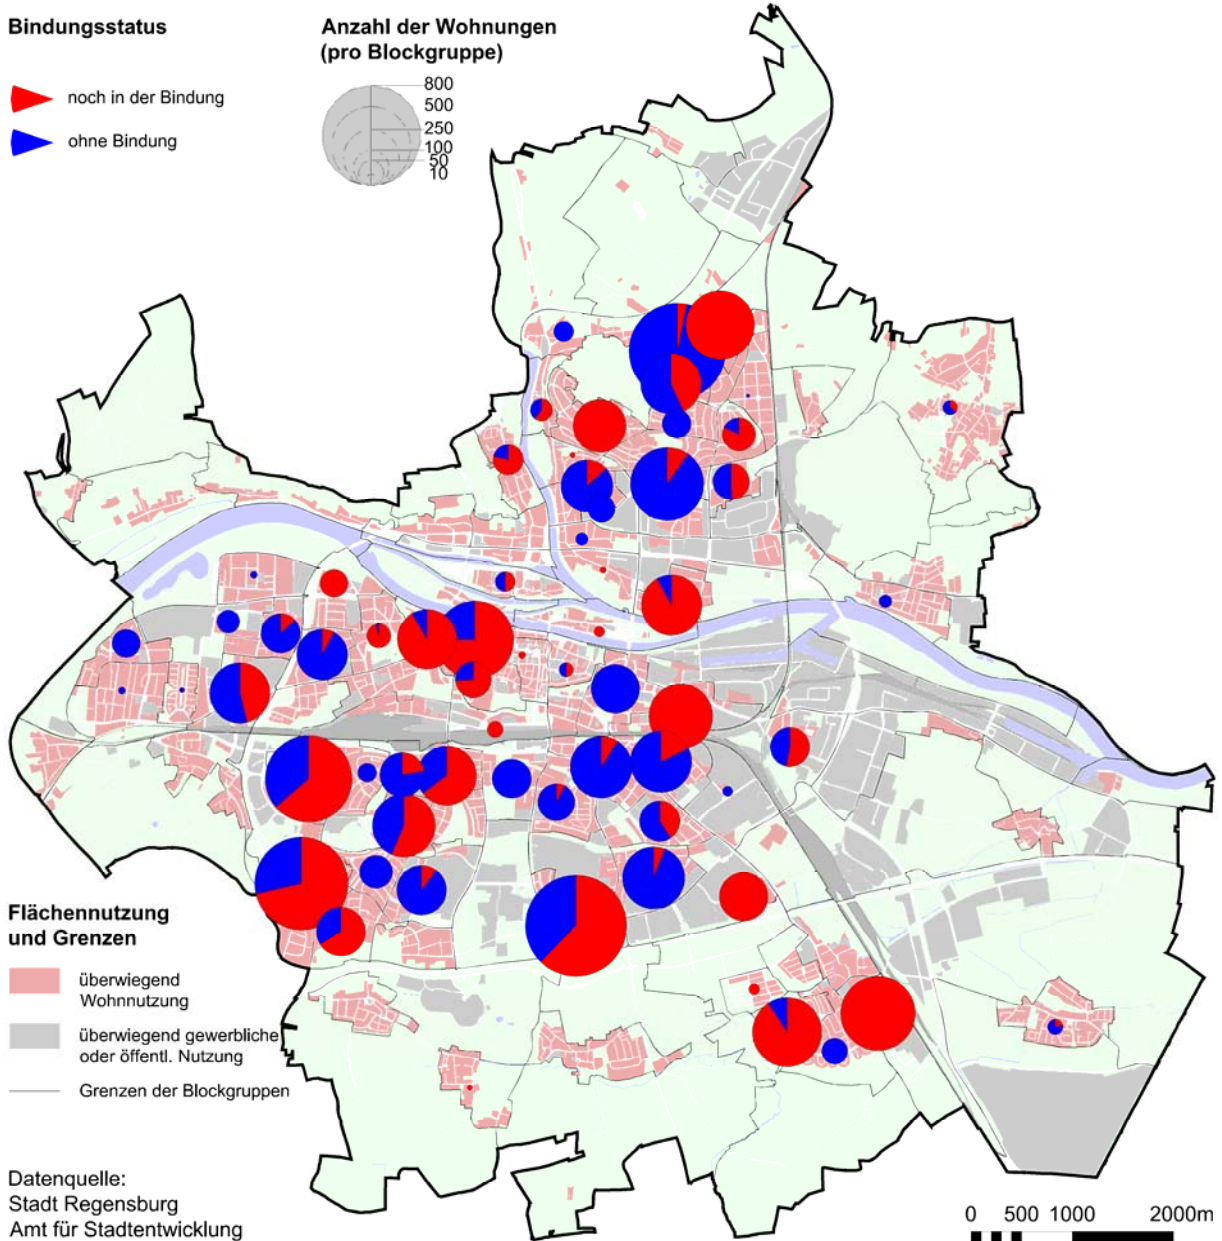 Bindungsstatus
noch in der Bindung
ohne Bindung
Anzahl der Wohnungen
(pro Blockgruppe)
800
500
250
100
50
10
Flächennutzung
und Grenzen
überwiegend
Wohnnutzung
überwiegend gewerbliche
oder öffentl. Nutzung
Grenzen der Blockgruppen
Datenquelle:
Stadt Regensburg
Amt für Stadtentwicklung
0 500 1000 2000m